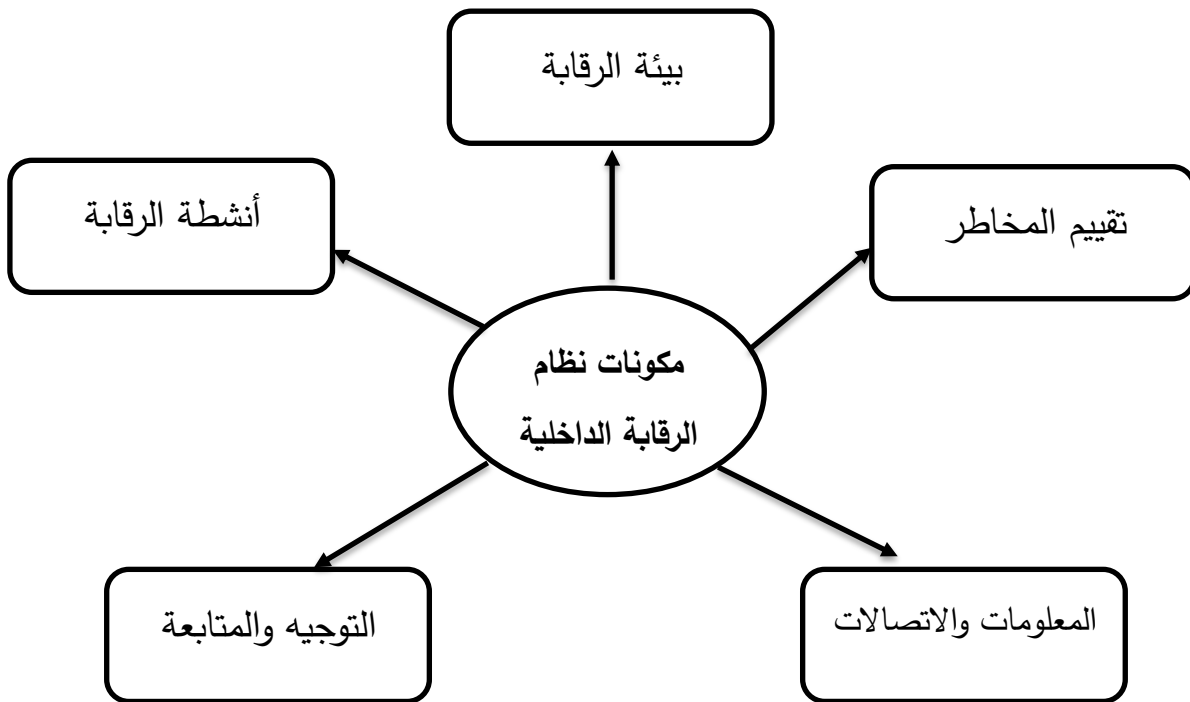 بيئة الرقابة
تقييم المخاطر
أنشطة الرقابة
مكونات نظام
الرقابة الداخلية
المعلومات والاتصالات
التوجيه والمتابعة